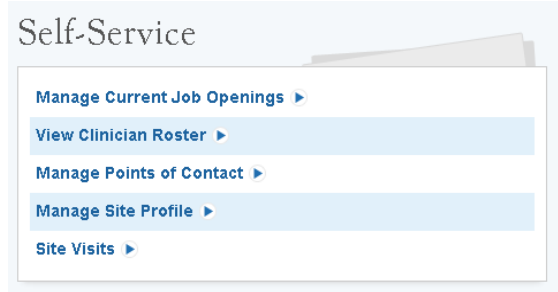 Self-Service
Manage Current Job Openings
View Clinician Roster
Manage Points of Contact
Manage Site Profile
Site Visits